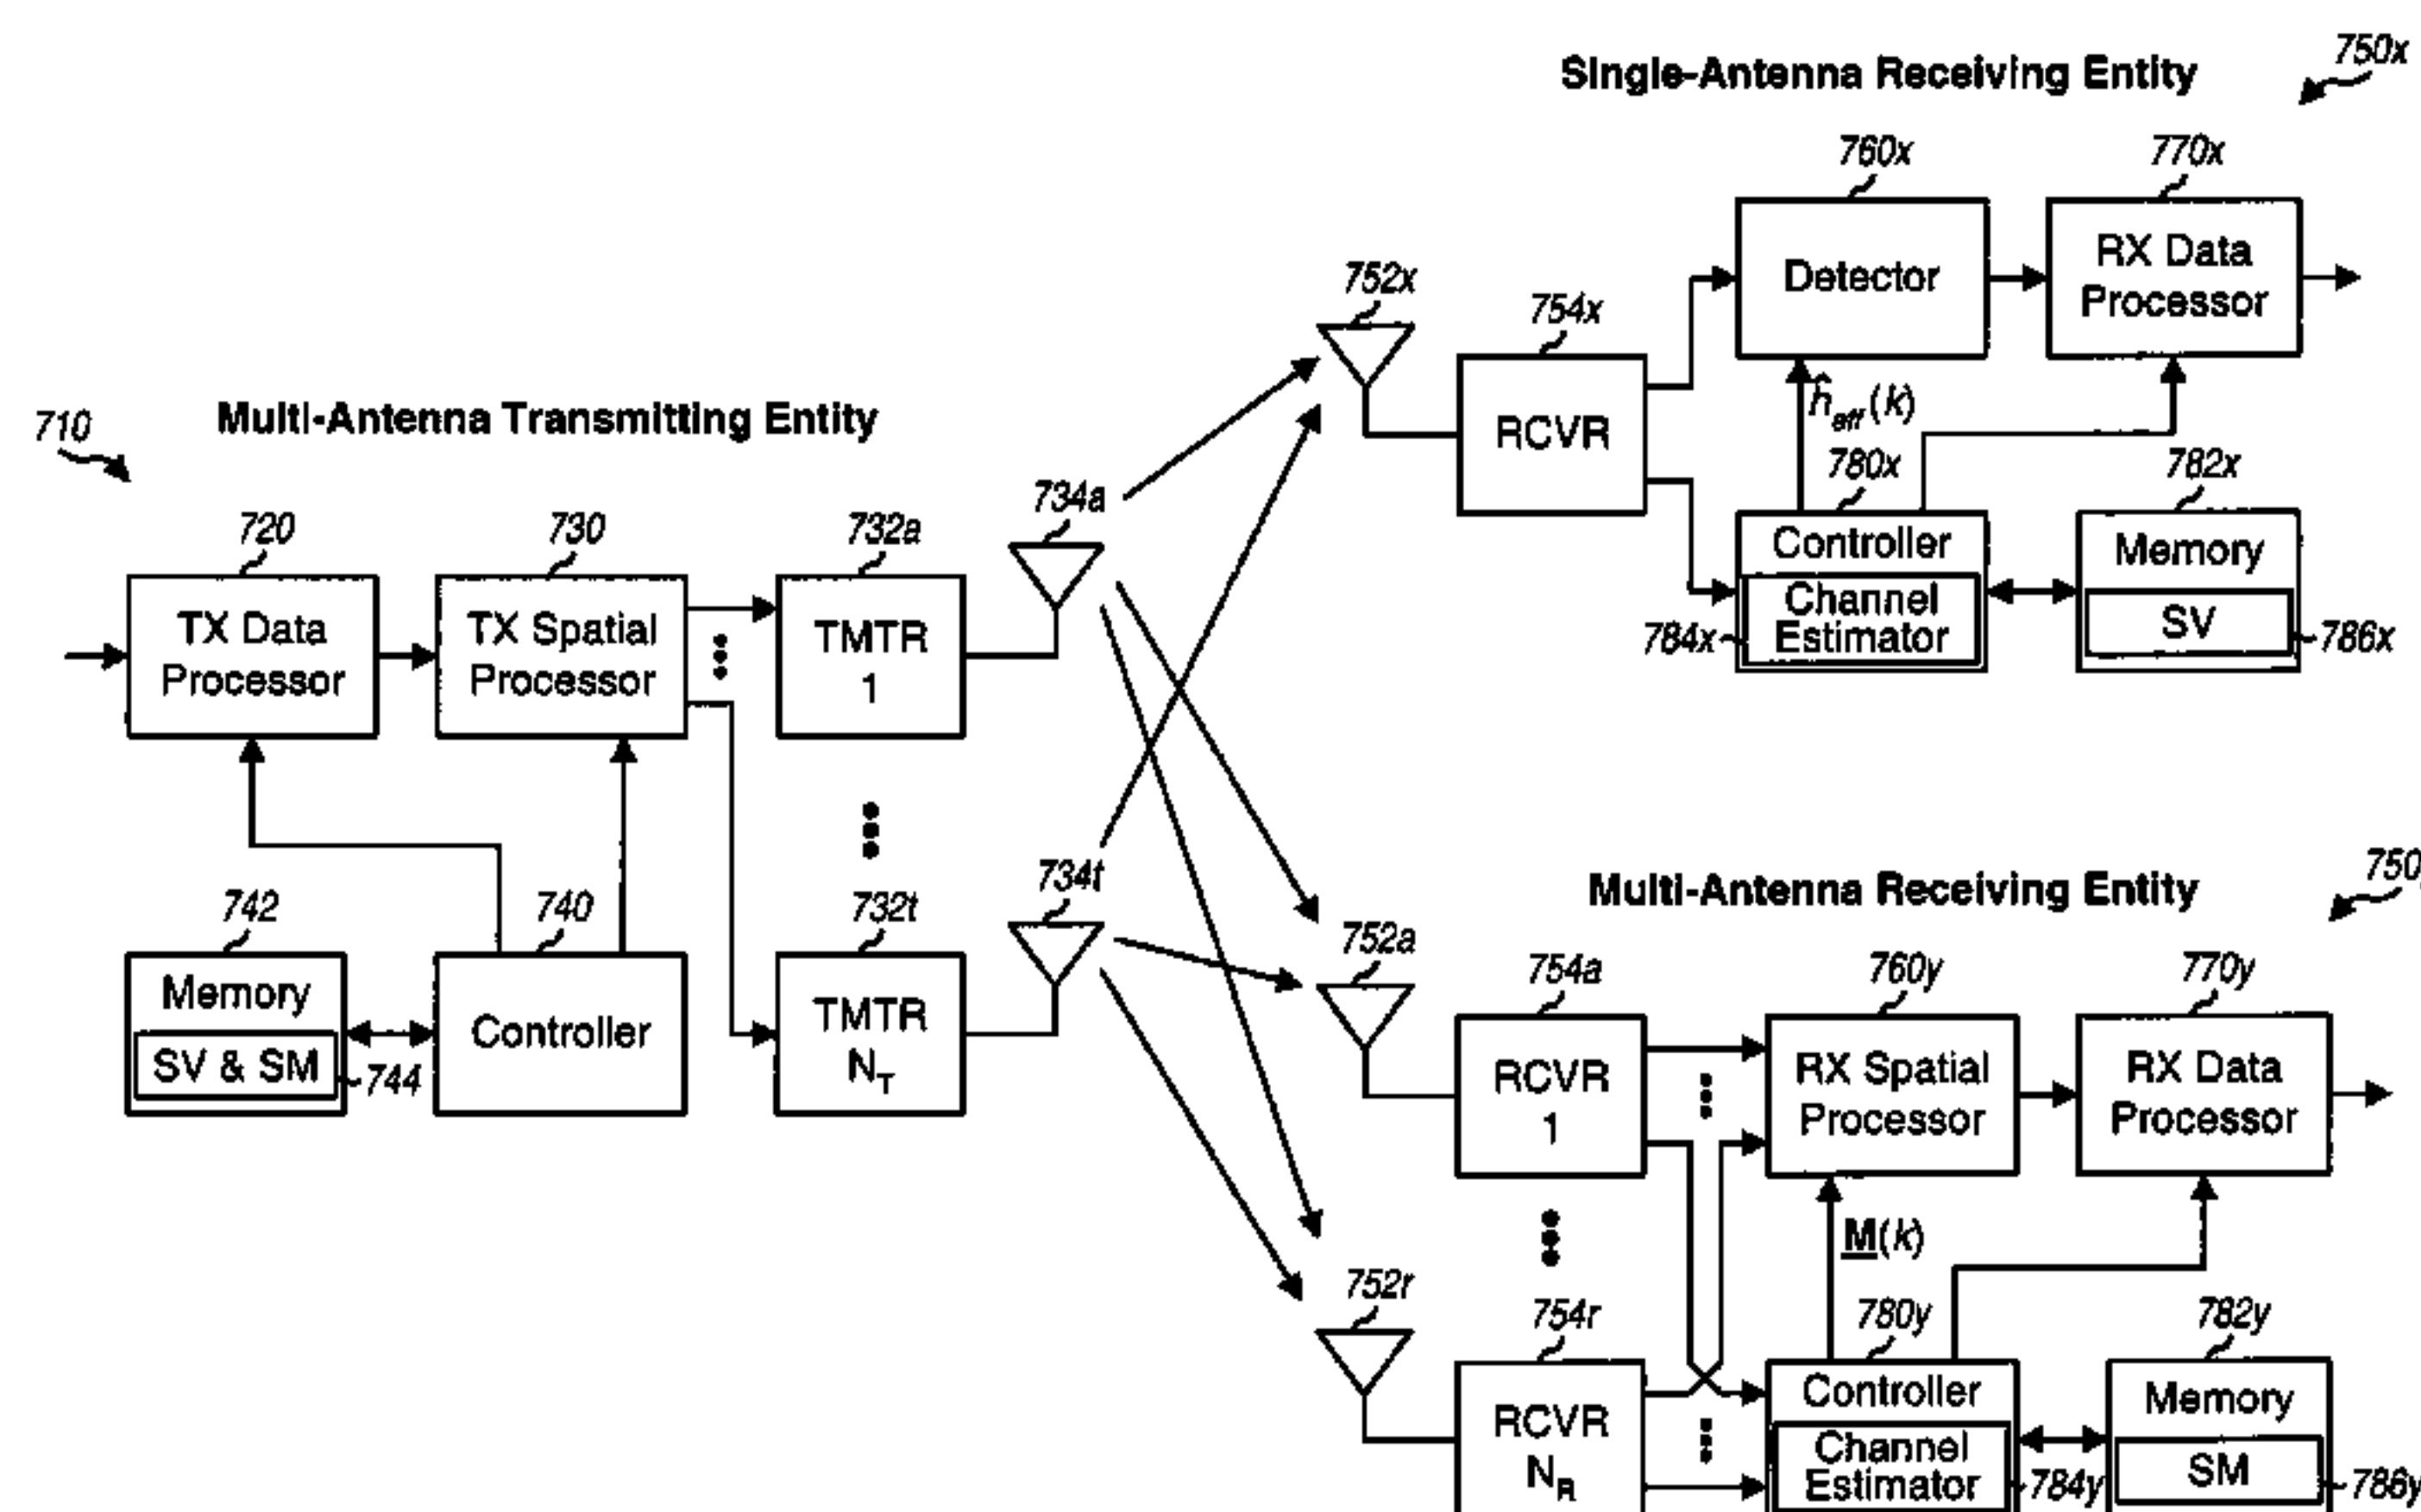 750x
Single-Antenna Receiving Entity
760x
770x
752x
754x
Detector
RX Data
Processor
RCVR
ĥeff(k)
780x
782x
Controller
Channel
Estimator
784x
Memory
SV
786x
710
Multi-Antenna Transmitting Entity
734a
720
730
732a
TX Data
Processor
TX Spatial
Processor
TMTR
1
734t
742
740
732t
Memory
SV & SM
744
Controller
TMTR
NT
750
Multi-Antenna Receiving Entity
752a
754a
760y
770y
RCVR
1
RX Spatial
Processor
RX Data
Processor
M(k)
752r
754r
780y
782y
RCVR
NR
Controller
Channel
Estimator
784y
Memory
SM
786y